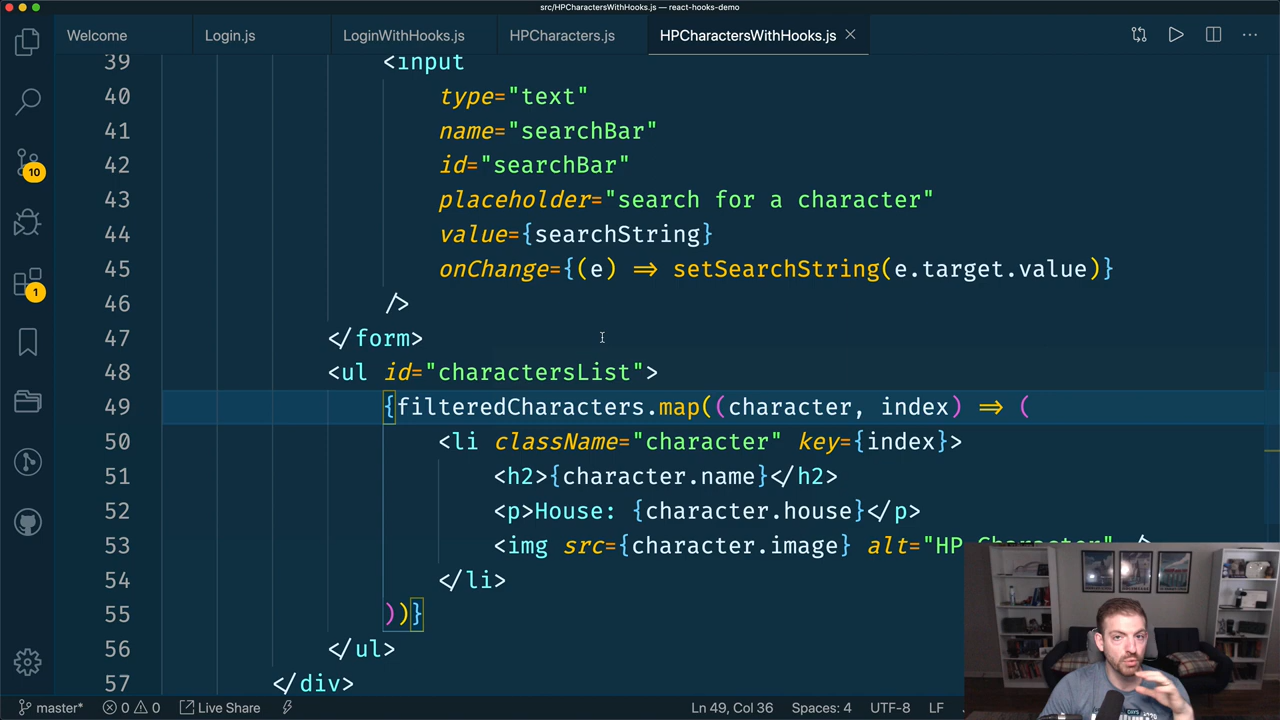 src/HPCharactersWithHooks.js — react-hooks-demo
Welcome
Login.js
LoginWithHooks.js
HPCharacters.js
HPCharactersWithHooks.js
39 <input
40 type="text"
41 name="searchBar"
42 id="searchBar"
43 placeholder="search for a character"
44 value={searchString}
45 onChange={(e) => setSearchString(e.target.value)}
46 />
47 </form>
48 <ul id="charactersList">
49 {filteredCharacters.map((character, index) => (
50 <li className="character" key={index}>
51 <h2>{character.name}</h2>
52 <p>House: {character.house}</p>
53 <img src={character.image} alt="HP Character" />
54 </li>
55 ))}
56 </ul>
57 </div>
10
1
master* 0 0 Live Share Ln 49, Col 36 Spaces: 4 UTF-8 LF
DAYS